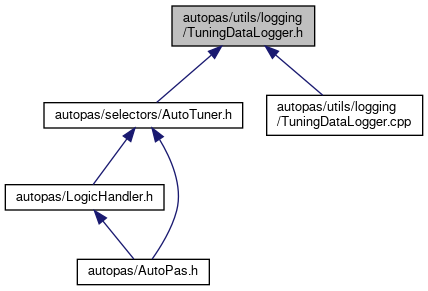 autopas/utils/logging
/TuningDataLogger.h
autopas/selectors/AutoTuner.h
autopas/utils/logging
/TuningDataLogger.cpp
autopas/LogicHandler.h
autopas/AutoPas.h